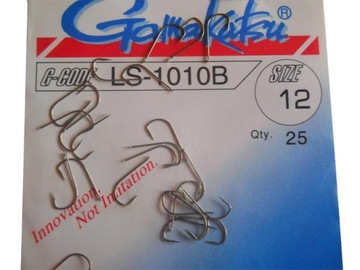 Gamakatsu®
G-CODE LS-1010B
SIZE
12
Qty. 25
Innovation,
Not Imitation.